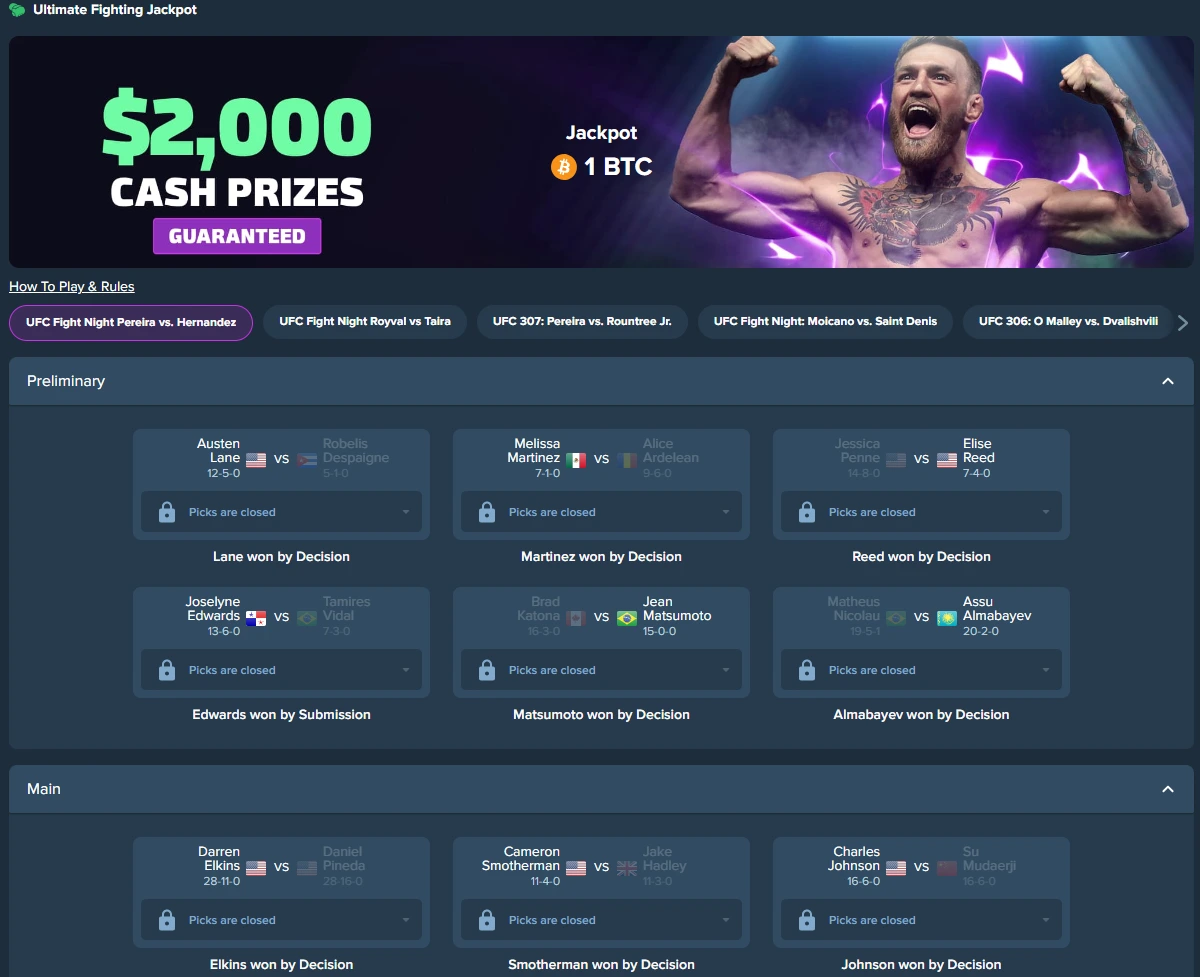 Ultimate Fighting Jackpot
$2,000
CASH PRIZES
GUARANTEED
Jackpot
1 BTC
How To Play & Rules
UFC Fight Night Pereira vs. Hernandez
UFC Fight Night Royval vs Taira
UFC 307: Pereira vs. Rountree Jr.
UFC Fight Night: Moicano vs. Saint Denis
UFC 306: O Malley vs. Dvalishvili
Preliminary
Austen
Lane
12-5-0
vs
Robelis
Despaigne
5-1-0
Picks are closed
Lane won by Decision
Melissa
Martinez
7-1-0
vs
Alice
Ardelean
9-6-0
Picks are closed
Martinez won by Decision
Jessica
Penne
14-8-0
vs
Elise
Reed
7-4-0
Picks are closed
Reed won by Decision
Joselyne
Edwards
13-6-0
vs
Tamires
Vidal
7-3-0
Picks are closed
Edwards won by Submission
Brad
Katona
16-3-0
vs
Jean
Matsumoto
15-0-0
Picks are closed
Matsumoto won by Decision
Matheus
Nicolau
19-5-1
vs
Assu
Almabayev
20-2-0
Picks are closed
Almabayev won by Decision
Main
Darren
Elkins
28-11-0
vs
Daniel
Pineda
28-16-0
Picks are closed
Elkins won by Decision
Cameron
Smotherman
11-4-0
vs
Jake
Hadley
11-3-0
Picks are closed
Smotherman won by Decision
Charles
Johnson
16-6-0
vs
Su
Mudaerji
16-6-0
Picks are closed
Johnson won by Decision